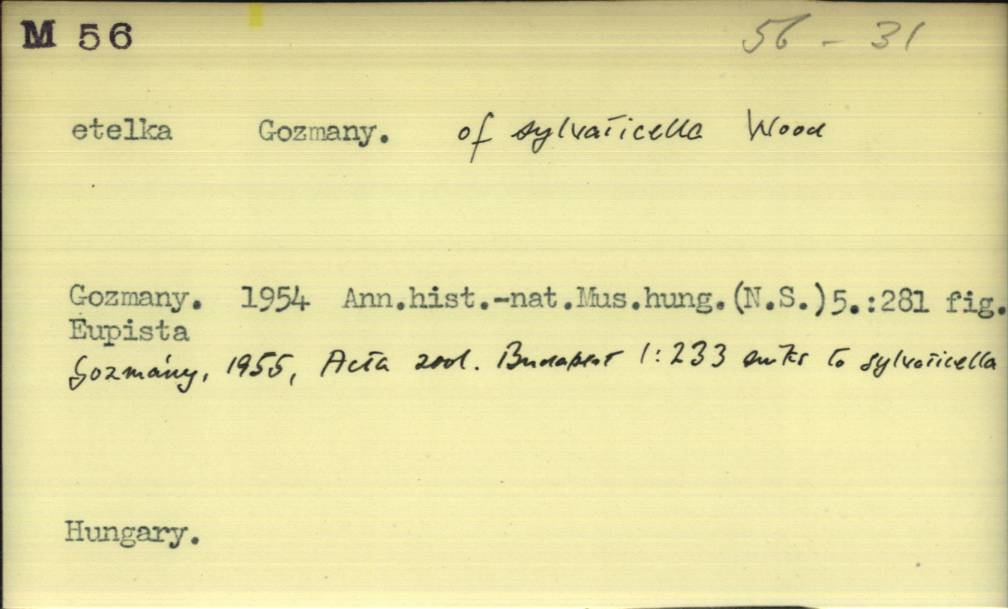 M 56 56 - 31
etelka Gozmany. of sylvaticella Wood
Gozmany. 1954 Ann.hist.-nat.Mus.hung.(N.S.)5.:281 fig.
Eupista
Gozmány, 1955, Acta zool. Budapest 1:233 sinks to sylvaticella
Hungary.